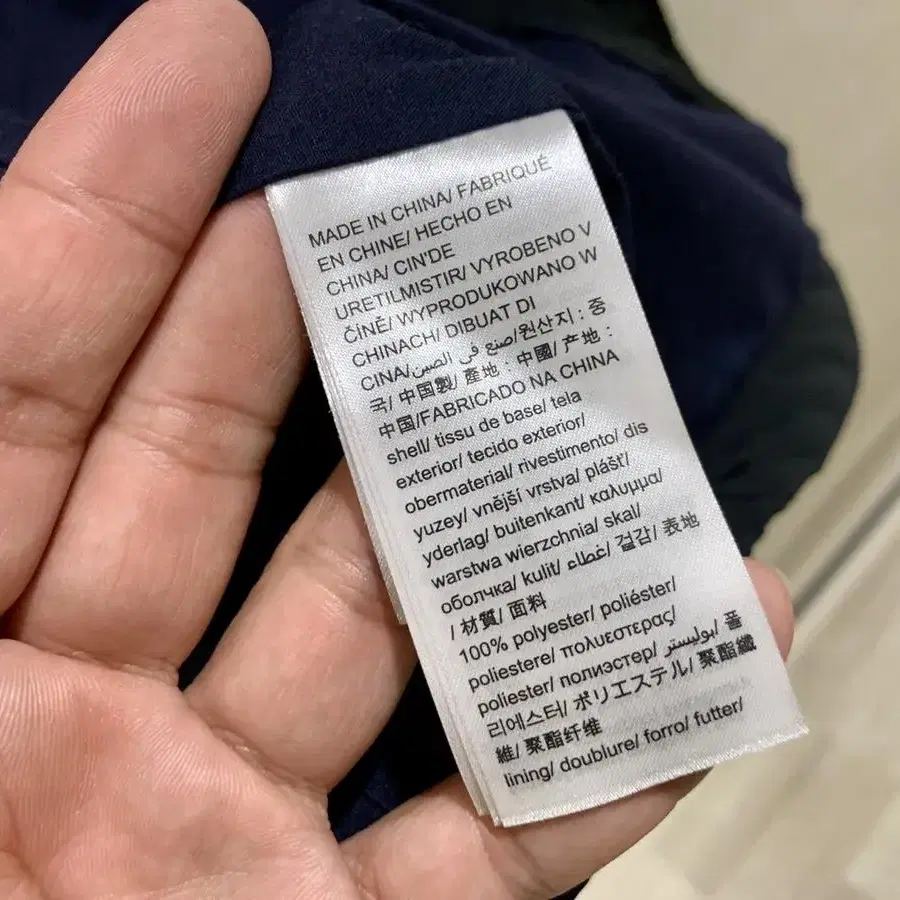 MADE IN CHINA/ FABRIQUÉ
EN CHINE/ HECHO EN
CHINA/ CIN'DE
URETILMISTIR/ VYROBENO V
ČÍNĚ/ WYPRODUKOWANO W
CHINACH/ DIBUAT DI
CINA/صنع في الصين/원산지 : 중
국/ 中国製/ 產地 : 中國/ 产地 :
中国/FABRICADO NA CHINA
shell/ tissu de base/ tela
exterior/ tecido exterior/
obermaterial/ rivestimento/ dis
yuzey/ vnější vrstva/ plášť/
yderlag/ buitenkant/ καλυμμα/
warstwa wierzchnia/ skal/
оболчка/ kulit/ غطاء/ 겉감/ 表地
/ 材質/ 面料
100% polyester/ poliéster/
poliestere/ πολυεστερας/
poliester/ полиэстер/ بوليستر/ 폴
리에스터/ ポリエステル/ 聚酯纖
維/ 聚酯纤维
lining/ doublure/ forro/ futter/